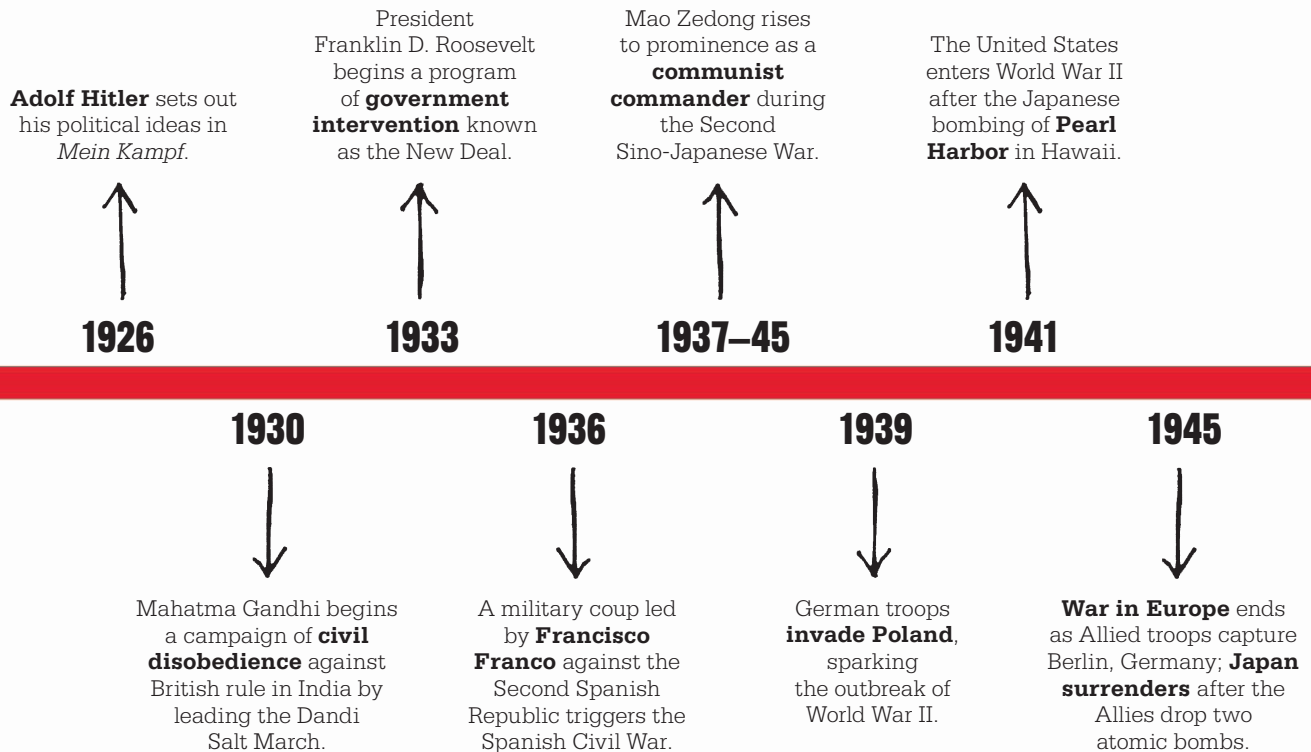 Adolf Hitler sets out
his political ideas in
Mein Kampf.
1926
President
Franklin D. Roosevelt
begins a program
of government
intervention known
as the New Deal.
1933
Mao Zedong rises
to prominence as a
communist
commander during
the Second
Sino-Japanese War.
1937–45
The United States
enters World War II
after the Japanese
bombing of Pearl
Harbor in Hawaii.
1941
1930
Mahatma Gandhi begins
a campaign of civil
disobedience against
British rule in India by
leading the Dandi
Salt March.
1936
A military coup led
by Francisco
Franco against the
Second Spanish
Republic triggers the
Spanish Civil War.
1939
German troops
invade Poland,
sparking
the outbreak of
World War II.
1945
War in Europe ends
as Allied troops capture
Berlin, Germany; Japan
surrenders after the
Allies drop two
atomic bombs.